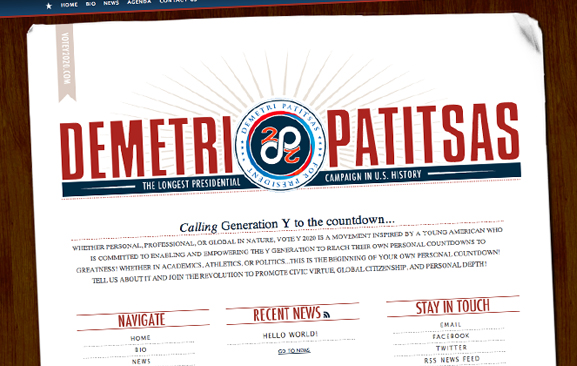 HOME BIO NEWS AGENDA CONTACT US
VOTEY2020.COM
DEMETRI PATITSAS
DEMETRI PATITSAS
FOR PRESIDENT
THE LONGEST PRESIDENTIAL CAMPAIGN IN U.S. HISTORY
Calling Generation Y to the countdown...
WHETHER PERSONAL, PROFESSIONAL, OR GLOBAL IN NATURE, VOTE Y 2020 IS A MOVEMENT INSPIRED BY A YOUNG AMERICAN WHO
IS COMMITTED TO ENABLING AND EMPOWERING THE Y GENERATION TO REACH THEIR OWN PERSONAL COUNTDOWNS TO
GREATNESS! WHETHER IN ACADEMICS, ATHLETICS, OR POLITICS...THIS IS THE BEGINNING OF YOUR OWN PERSONAL COUNTDOWN!
TELL US ABOUT IT AND JOIN THE REVOLUTION TO PROMOTE CIVIC VIRTUE, GLOBAL CITIZENSHIP, AND PERSONAL DEPTH!
NAVIGATE
HOME
BIO
NEWS
RECENT NEWS
HELLO WORLD!
GO TO NEWS
STAY IN TOUCH
EMAIL
FACEBOOK
TWITTER
RSS NEWS FEED